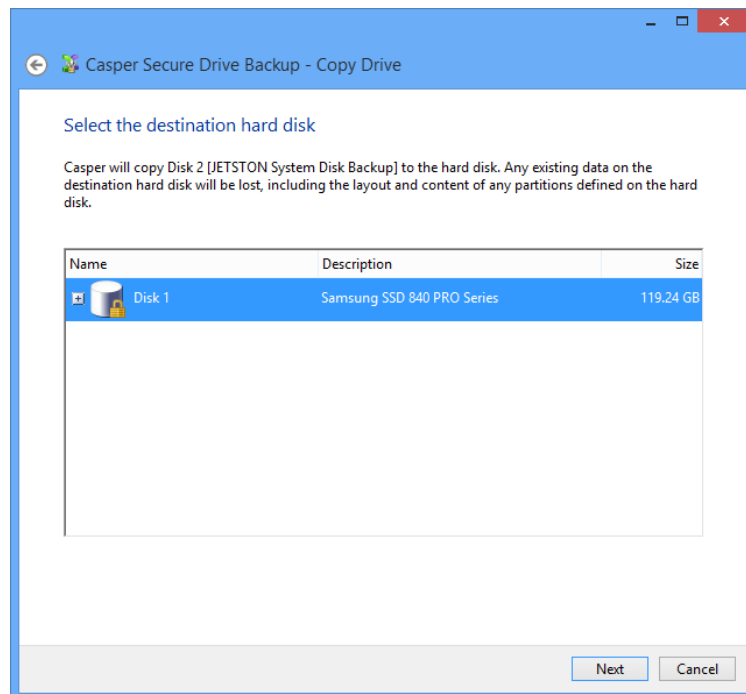 Casper Secure Drive Backup - Copy Drive
Select the destination hard disk
Casper will copy Disk 2 [JETSTON System Disk Backup] to the hard disk. Any existing data on the
destination hard disk will be lost, including the layout and content of any partitions defined on the hard
disk.
Name Description Size
Disk 1 Samsung SSD 840 PRO Series 119.24 GB
Next Cancel